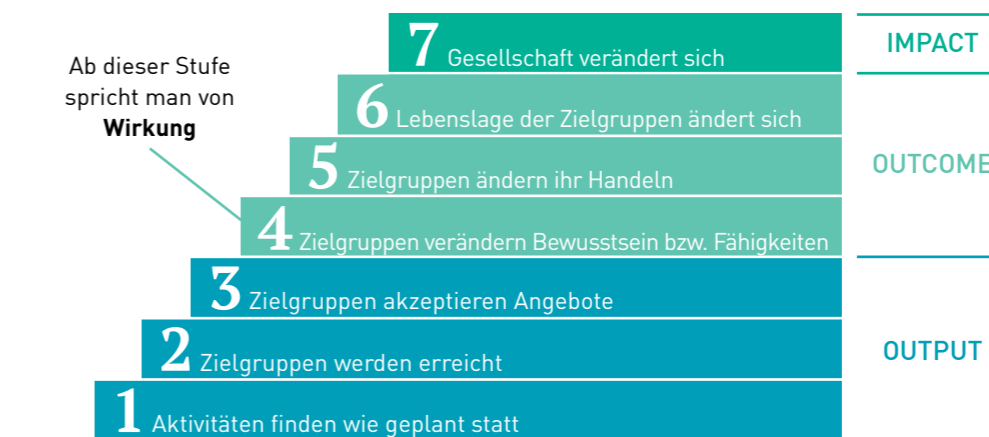 7 Gesellschaft verändert sich
IMPACT
Ab dieser Stufe
spricht man von
Wirkung
6 Lebenslage der Zielgruppen ändert sich
5 Zielgruppen ändern ihr Handeln
OUTCOME
4 Zielgruppen verändern Bewusstsein bzw. Fähigkeiten
3 Zielgruppen akzeptieren Angebote
2 Zielgruppen werden erreicht
OUTPUT
1 Aktivitäten finden wie geplant statt